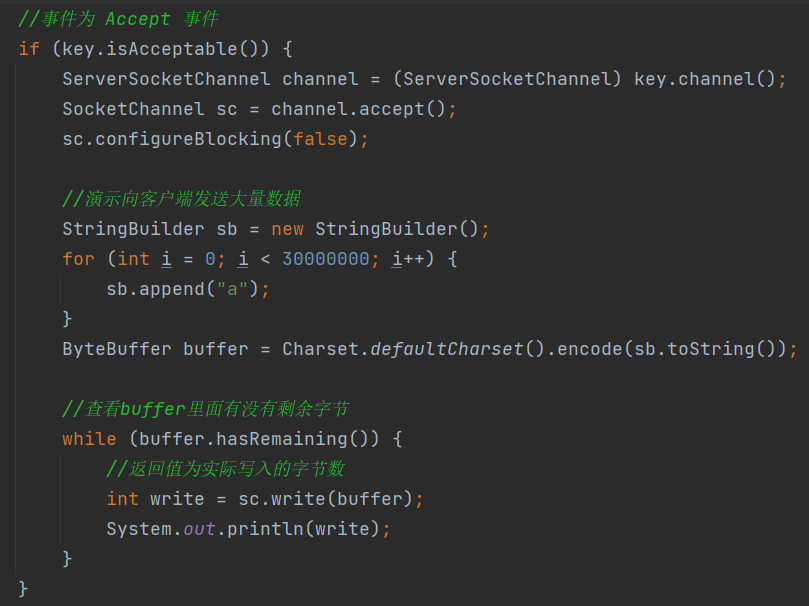 //事件为 Accept 事件
if (key.isAcceptable()) {
ServerSocketChannel channel = (ServerSocketChannel) key.channel();
SocketChannel sc = channel.accept();
sc.configureBlocking(false);
//演示向客户端发送大量数据
StringBuilder sb = new StringBuilder();
for (int i = 0; i < 30000000; i++) {
sb.append("a");
}
ByteBuffer buffer = Charset.defaultCharset().encode(sb.toString());
//查看buffer里面有没有剩余字节
while (buffer.hasRemaining()) {
//返回值为实际写入的字节数
int write = sc.write(buffer);
System.out.println(write);
}
}